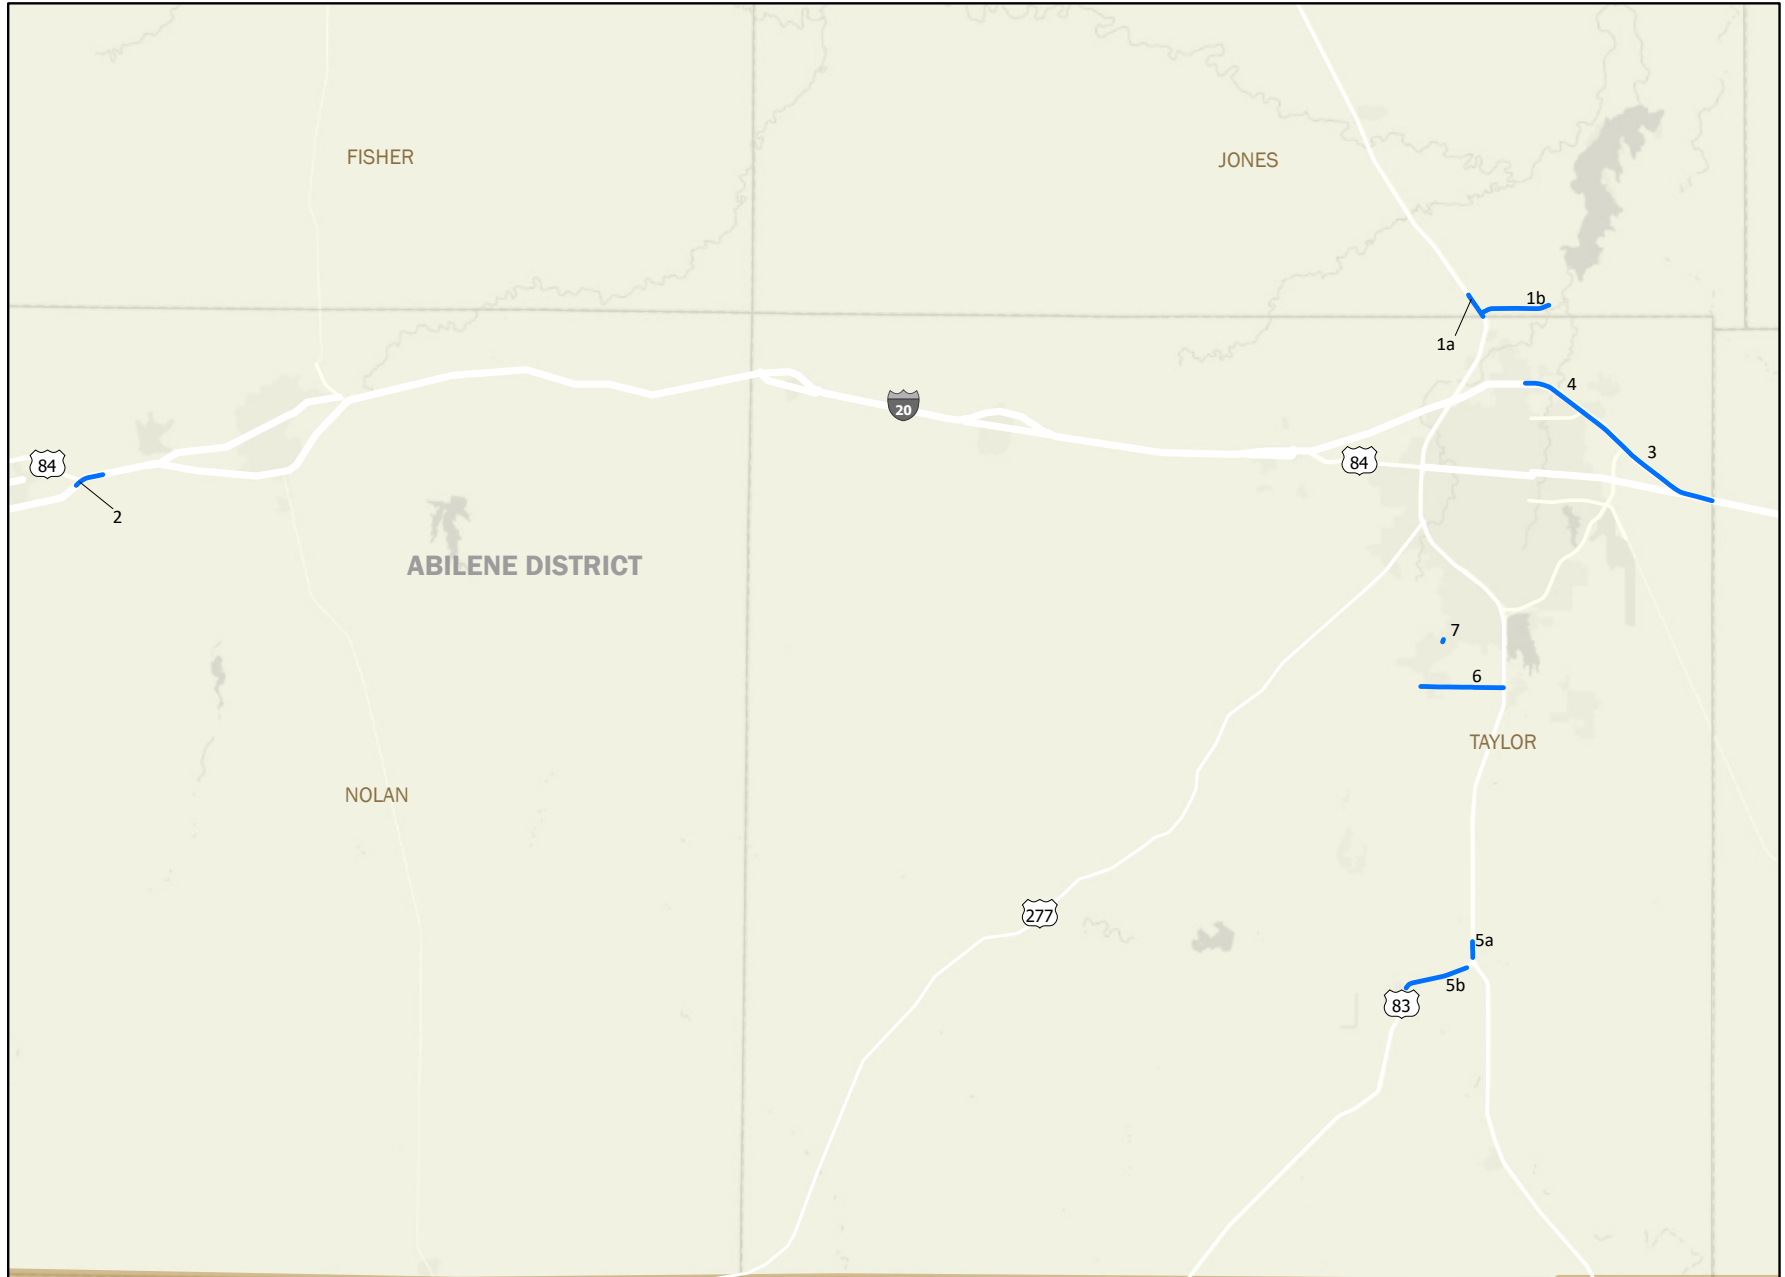 FISHER
JONES
1b
1a
4
20
3
84
84
2
ABILENE DISTRICT
7
6
TAYLOR
NOLAN
277
5a
5b
83